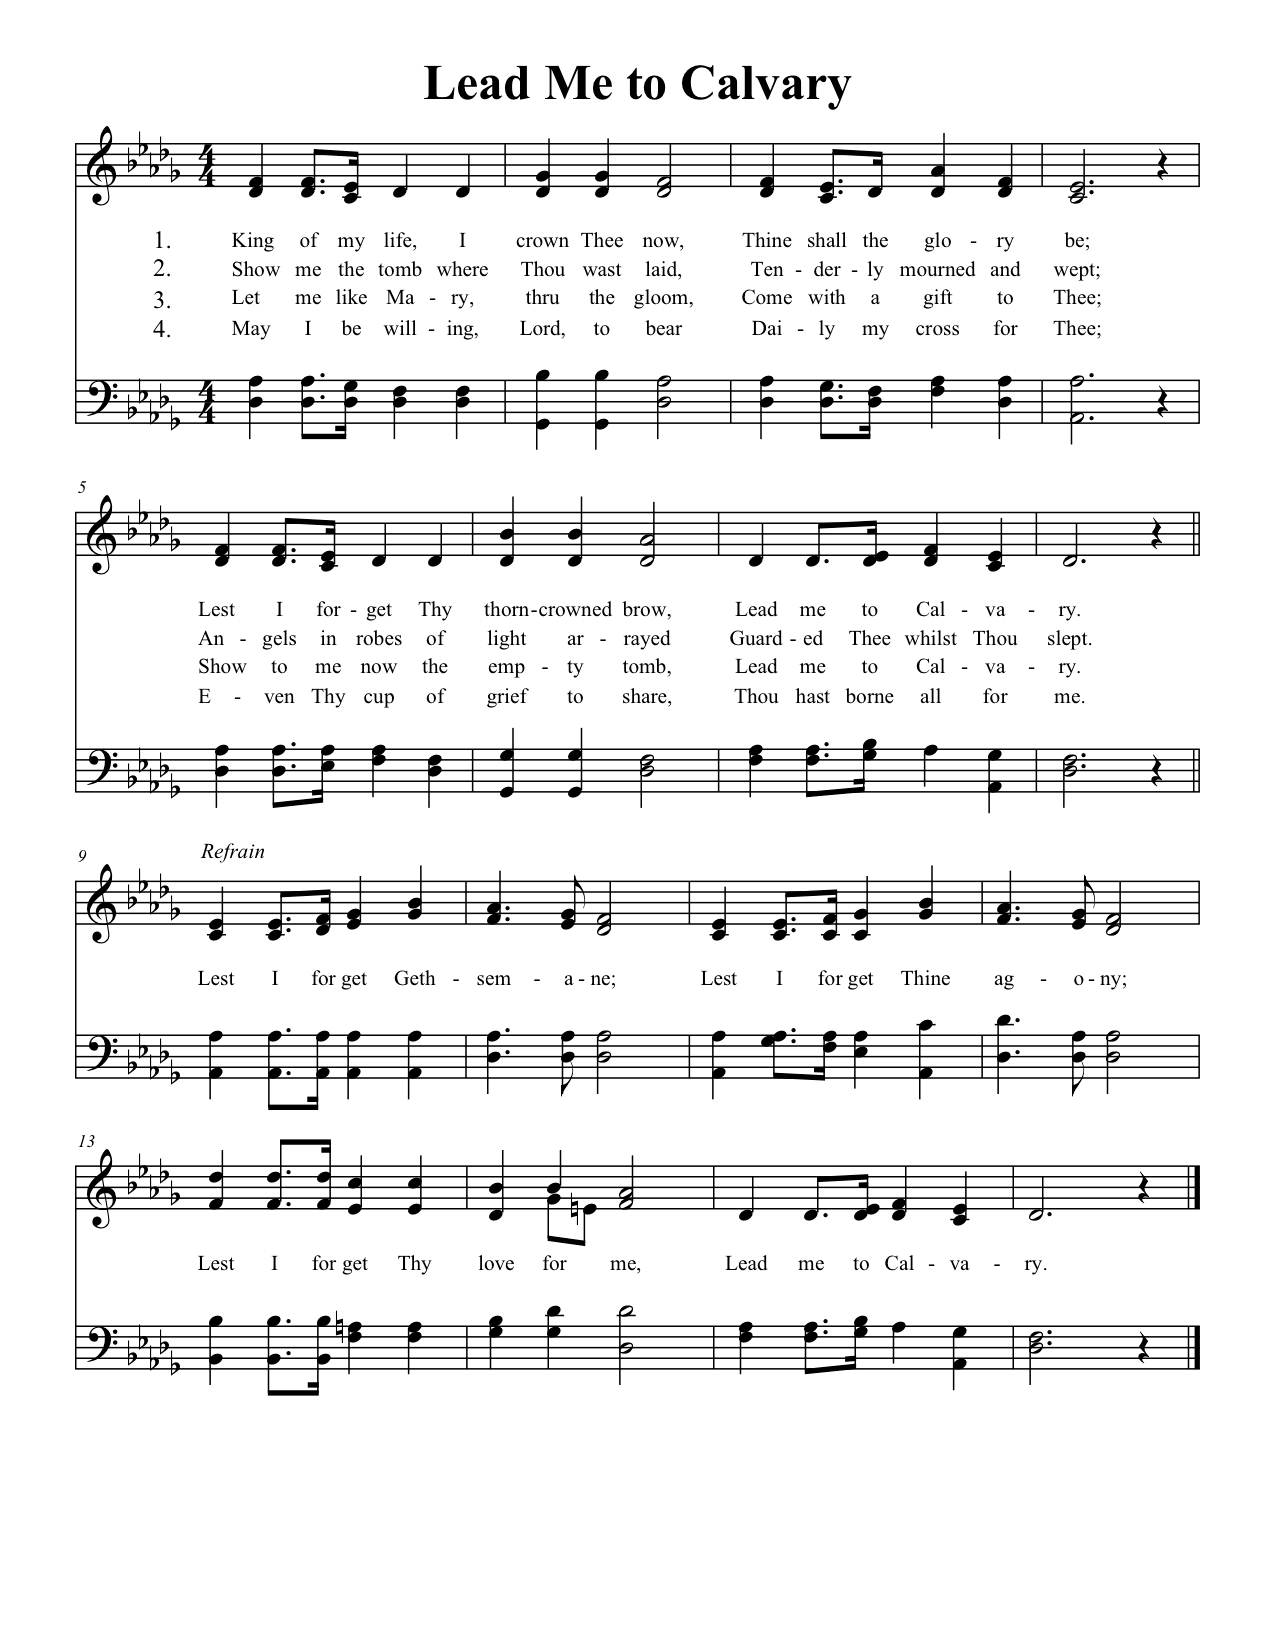 Lead Me to Calvary
1. King of my life, I crown Thee now, Thine shall the glo - ry be;
2. Show me the tomb where Thou wast laid, Ten - der - ly mourned and wept;
3. Let me like Ma - ry, thru the gloom, Come with a gift to Thee;
4. May I be will - ing, Lord, to bear Dai - ly my cross for Thee;
5
Lest I for - get Thy thorn - crowned brow, Lead me to Cal - va - ry.
An - gels in robes of light ar - rayed Guard - ed Thee whilst Thou slept.
Show to me now the emp - ty tomb, Lead me to Cal - va - ry.
E - ven Thy cup of grief to share, Thou hast borne all for me.
9
Refrain
Lest I for get Geth - sem - a - ne; Lest I for get Thine ag - o - ny;
13
Lest I for get Thy love for me, Lead me to Cal - va - ry.